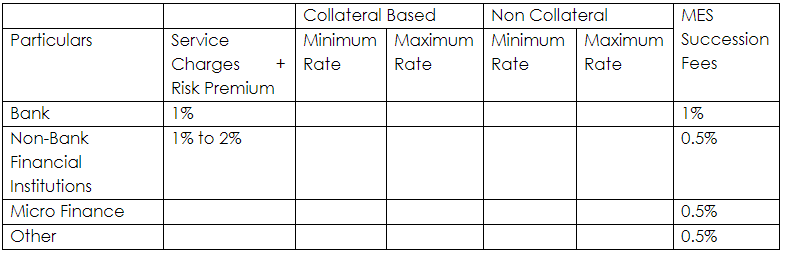 Collateral Based Non Collateral MES
Particulars Service Minimum Maximum Minimum Maximum Succession
Charges + Rate Rate Rate Rate Fees
Risk Premium
Bank 1% 1%
Non-Bank 1% to 2% 0.5%
Financial
Institutions
Micro Finance 0.5%
Other 0.5%